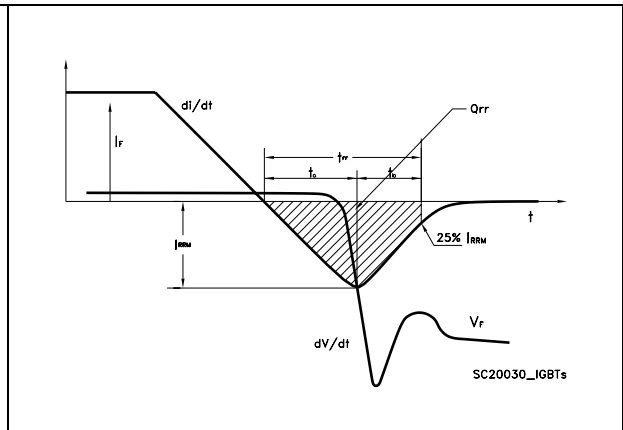 di/dt
Qrr
IF
trr
ta
tb
t
IRRM
25% IRRM
VF
dV/dt
SC20030_IGBTs